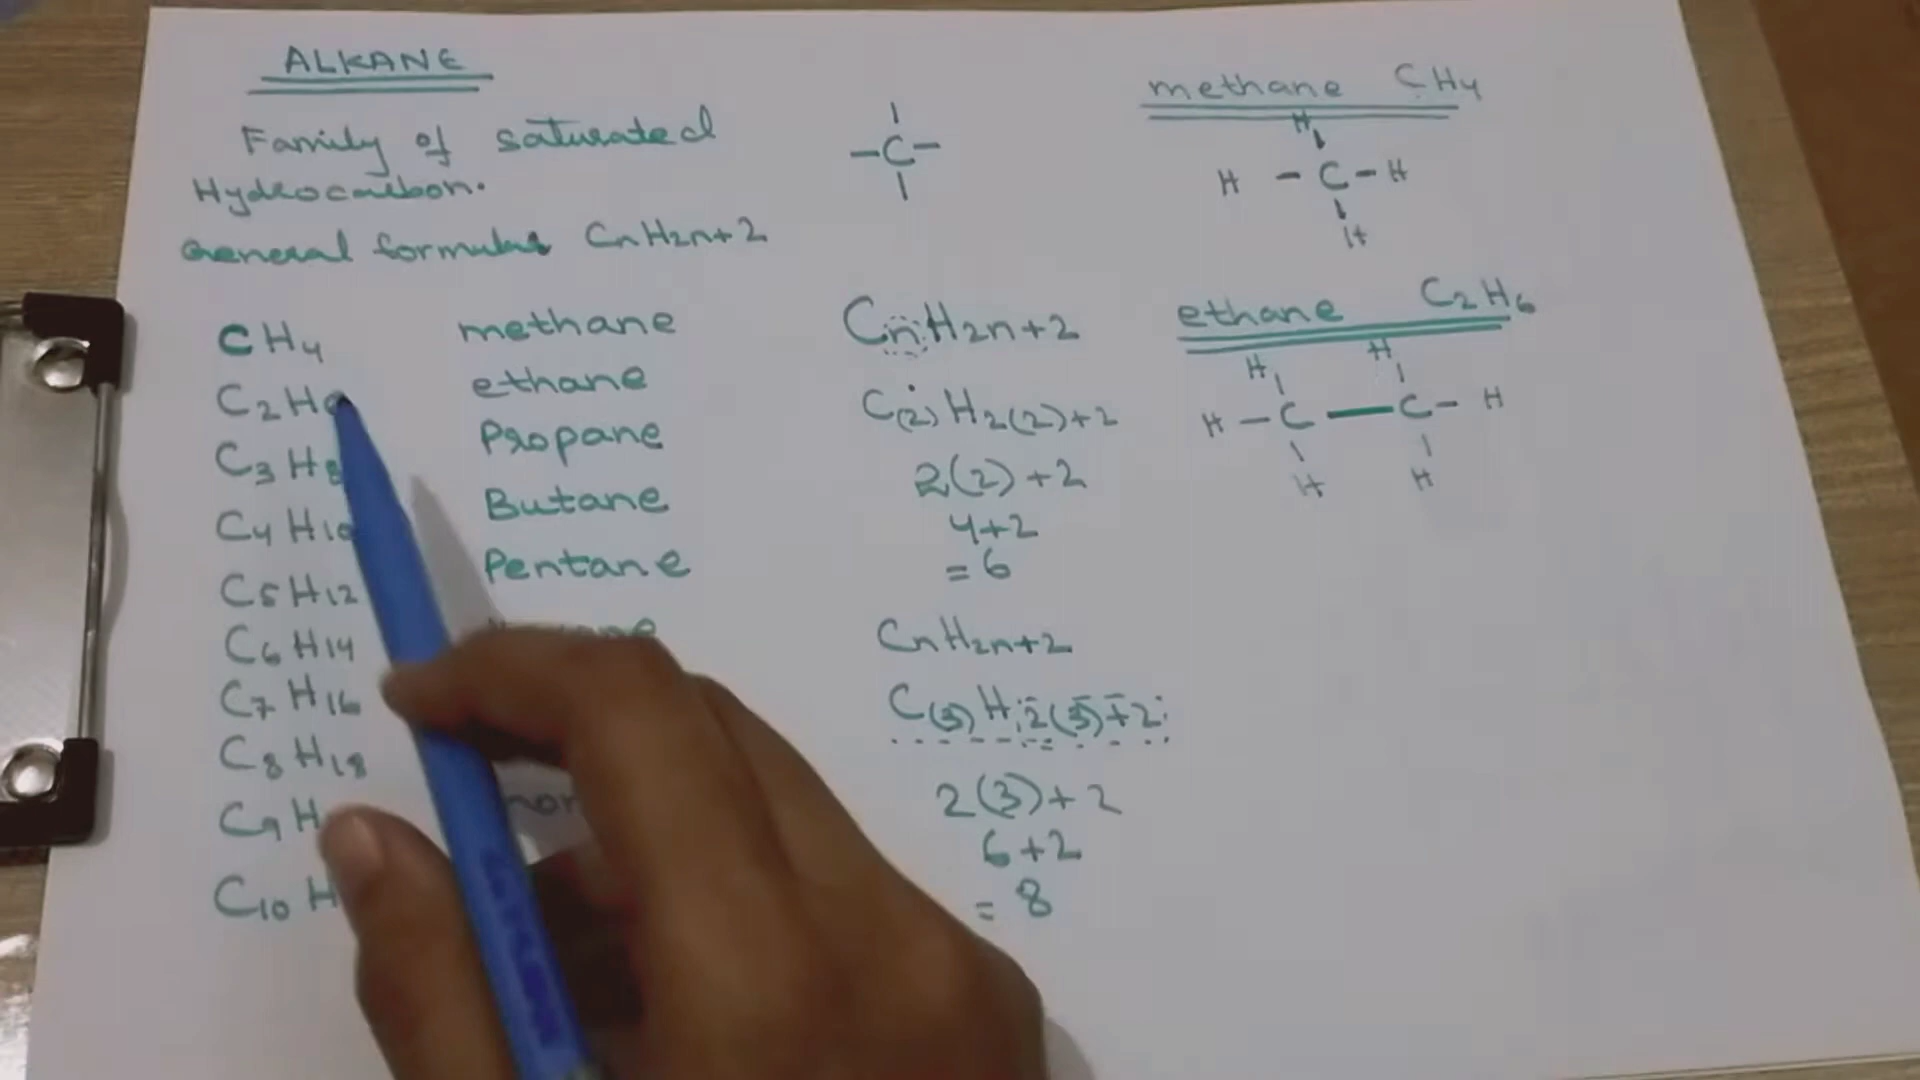 ALKANE
Family of saturated
Hydrocarbon.
General formula CnH2n+2
CH4 methane
C2H ethane
C3H8 Propane
C4H10 Butane
C5H12 Pentane
C6H14
C7H16
C8H18
C9H
C10H
-C-
CnH2n+2
C(2)H2(2)+2
2(2)+2
4+2
=6
CnH2n+2
C(3)H2(3)+2
2(3)+2
6+2
= 8
methane CH4
H
H - C - H
H
ethane C2H6
H H
H - C - C - H
H H